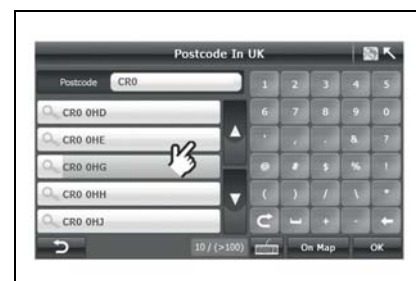 Postcode In UK
Postcode CR0 1 2 3 4 5
CR0 0HD 6 7 8 9 0
CR0 0HE ' , . & ?
CR0 0HG @ # $ % !
CR0 0HH ( ) / \ *
CR0 0HJ + -
10 / (>100) On Map OK